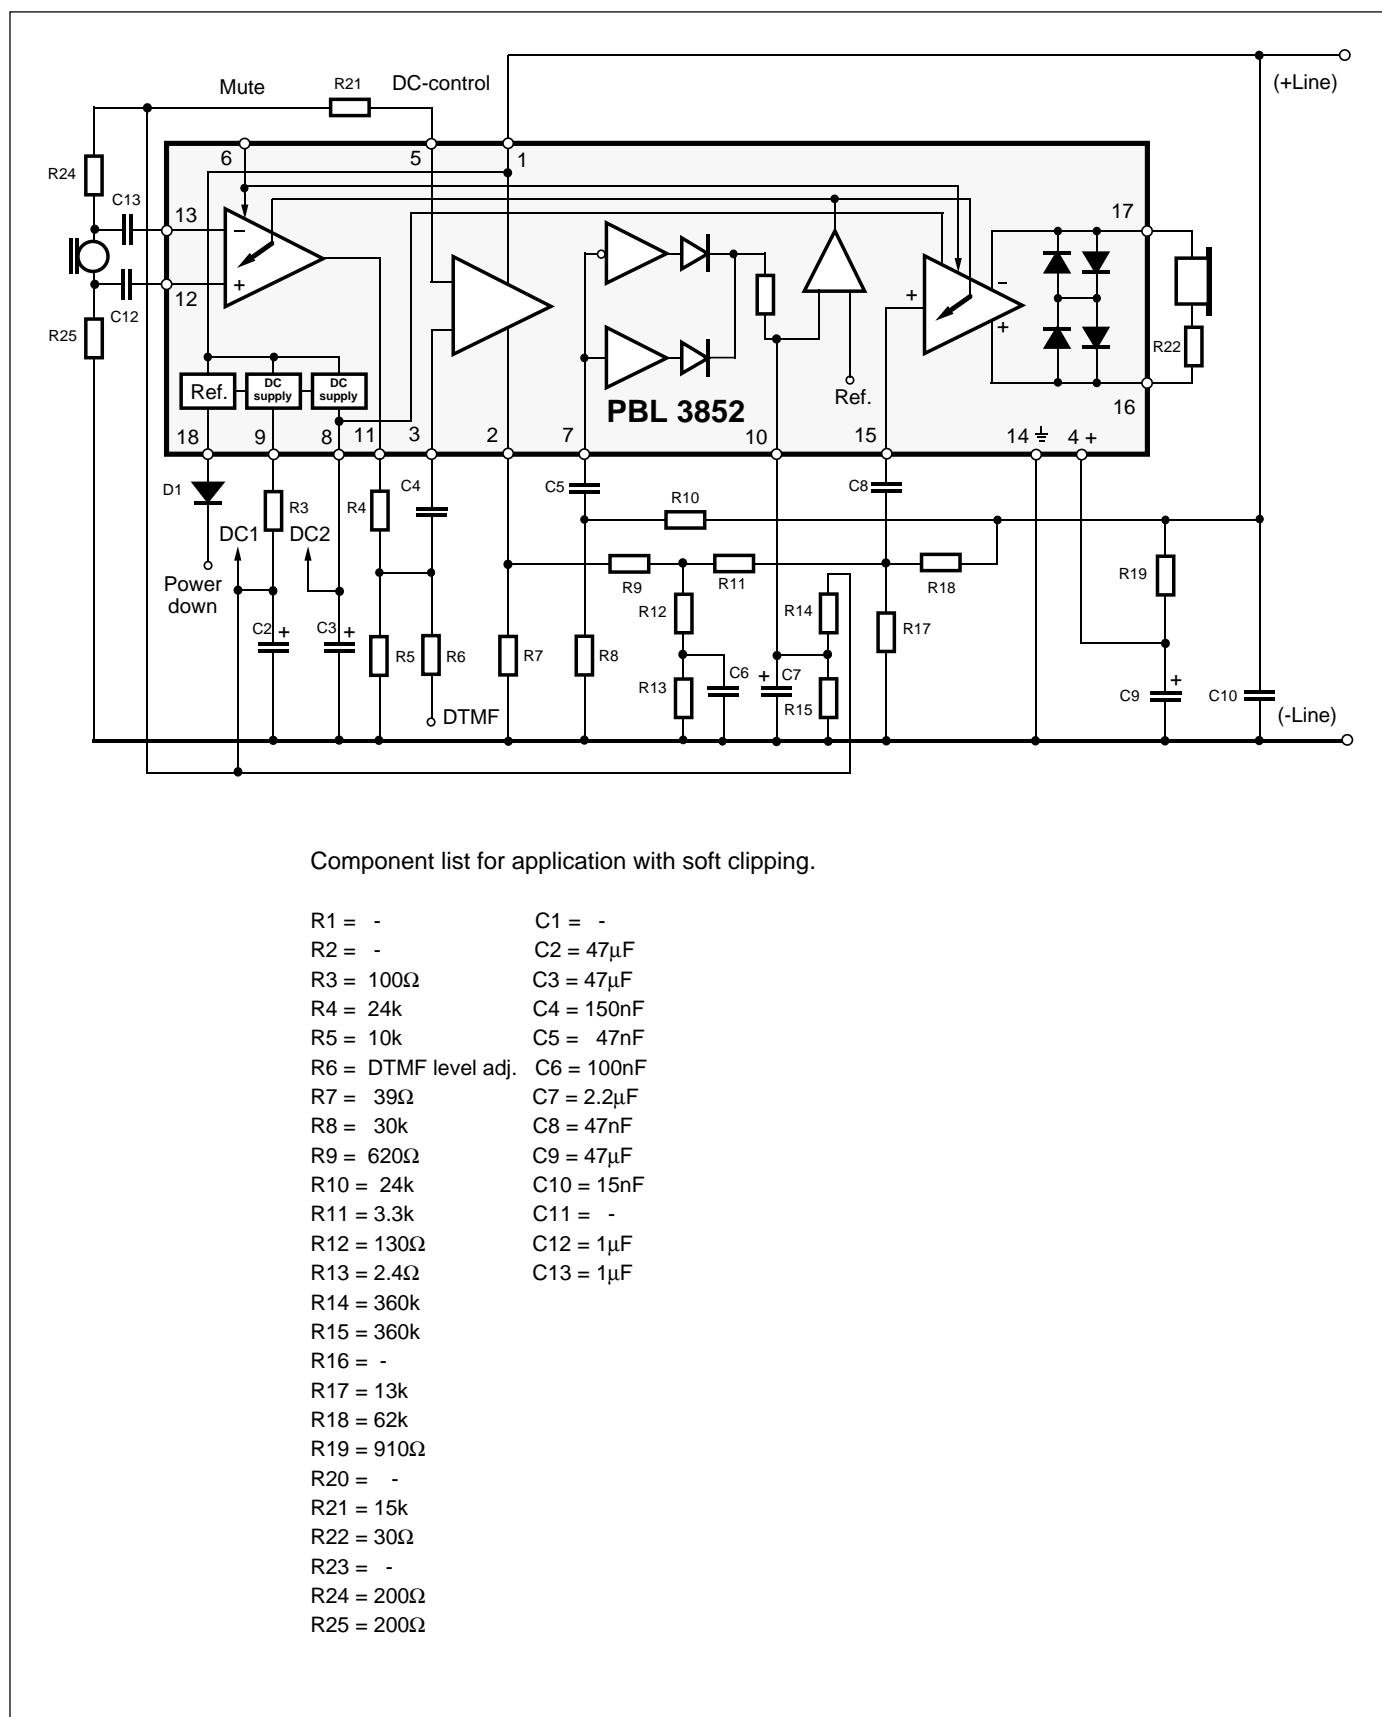 Mute R21 DC-control
(+Line)
R24
C13
6 5 1
13 17
12
C12
R25
R22
Ref. DC supply DC supply
PBL 3852
Ref.
16
18 9 8 11 3 2 7 10 15 14 4 +
D1 R3 R4 C4 C5 C8
R10
DC1 DC2
Power down
R9 R11 R18 R19
R12 R14
C2 + C3 + R5 R6 R7 R8 R17
R13 C6 + C7 R15 C9 + C10
DTMF
(-Line)
Component list for application with soft clipping.
R1 = - C1 = -
R2 = - C2 = 47µF
R3 = 100Ω C3 = 47µF
R4 = 24k C4 = 150nF
R5 = 10k C5 = 47nF
R6 = DTMF level adj. C6 = 100nF
R7 = 39Ω C7 = 2.2µF
R8 = 30k C8 = 47nF
R9 = 620Ω C9 = 47µF
R10 = 24k C10 = 15nF
R11 = 3.3k C11 = -
R12 = 130Ω C12 = 1µF
R13 = 2.4Ω C13 = 1µF
R14 = 360k
R15 = 360k
R16 = -
R17 = 13k
R18 = 62k
R19 = 910Ω
R20 = -
R21 = 15k
R22 = 30Ω
R23 = -
R24 = 200Ω
R25 = 200Ω